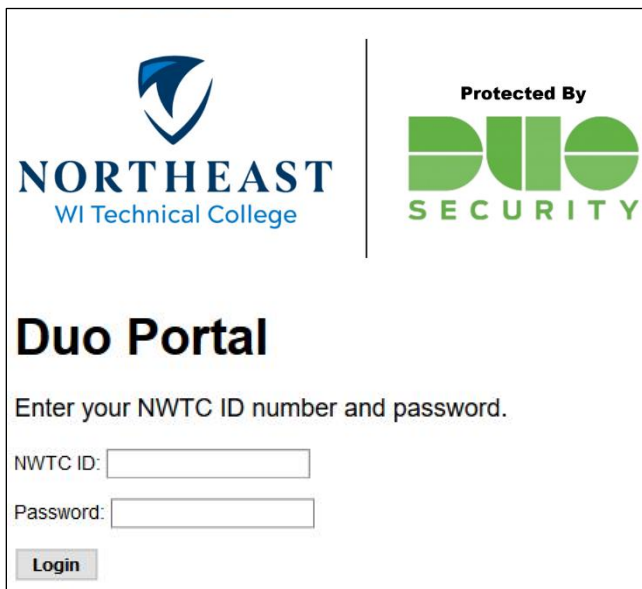 NORTHEAST
WI Technical College
Protected By
DUO
SECURITY
Duo Portal
Enter your NWTC ID number and password.
NWTC ID:
Password:
Login